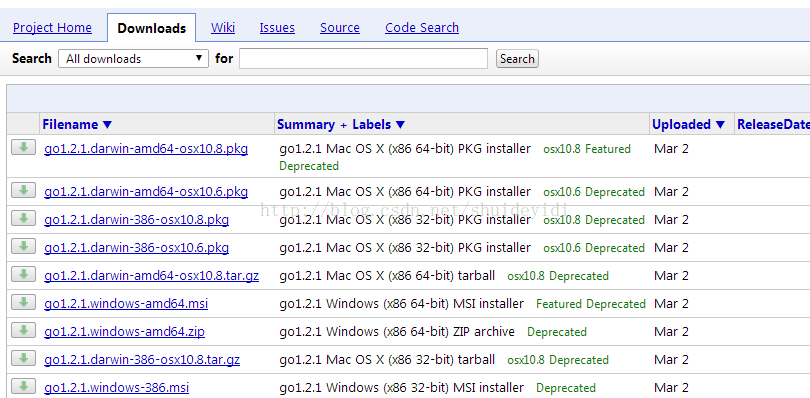 Project Home Downloads Wiki Issues Source Code Search
Search All downloads for Search
Filename Summary + Labels Uploaded ReleaseDate
go1.2.1.darwin-amd64-osx10.8.pkg go1.2.1 Mac OS X (x86 64-bit) PKG installer osx10.8 Featured Mar 2
Deprecated
go1.2.1.darwin-amd64-osx10.6.pkg go1.2.1 Mac OS X (x86 64-bit) PKG installer osx10.6 Deprecated Mar 2
http://blog.csdn.net/shuideyidi
go1.2.1.darwin-386-osx10.8.pkg go1.2.1 Mac OS X (x86 32-bit) PKG installer osx10.8 Deprecated Mar 2
go1.2.1.darwin-386-osx10.6.pkg go1.2.1 Mac OS X (x86 32-bit) PKG installer osx10.6 Deprecated Mar 2
go1.2.1.darwin-amd64-osx10.8.tar.gz go1.2.1 Mac OS X (x86 64-bit) tarball osx10.8 Deprecated Mar 2
go1.2.1.windows-amd64.msi go1.2.1 Windows (x86 64-bit) MSI installer Featured Deprecated Mar 2
go1.2.1.windows-amd64.zip go1.2.1 Windows (x86 64-bit) ZIP archive Deprecated Mar 2
go1.2.1.darwin-386-osx10.8.tar.gz go1.2.1 Mac OS X (x86 32-bit) tarball osx10.8 Deprecated Mar 2
go1.2.1.windows-386.msi go1.2.1 Windows (x86 32-bit) MSI installer Deprecated Mar 2